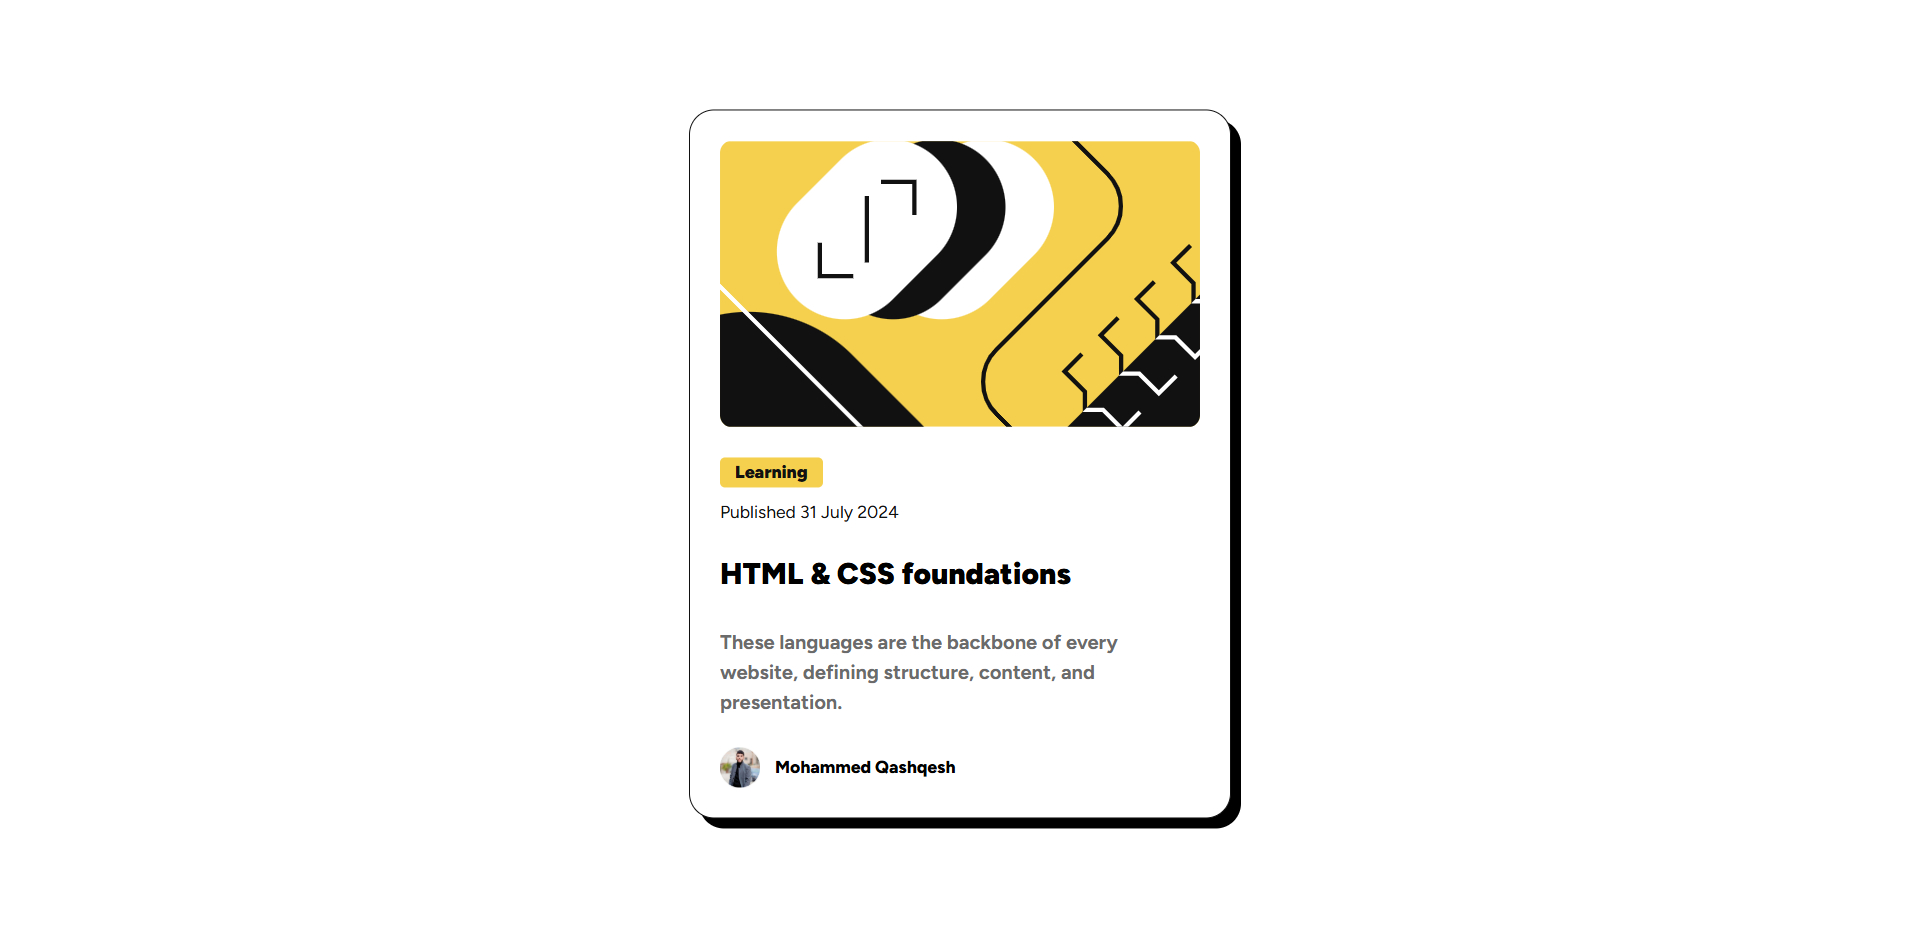 Learning
Published 31 July 2024
HTML & CSS foundations
These languages are the backbone of every
website, defining structure, content, and
presentation.
Mohammed Qashqesh